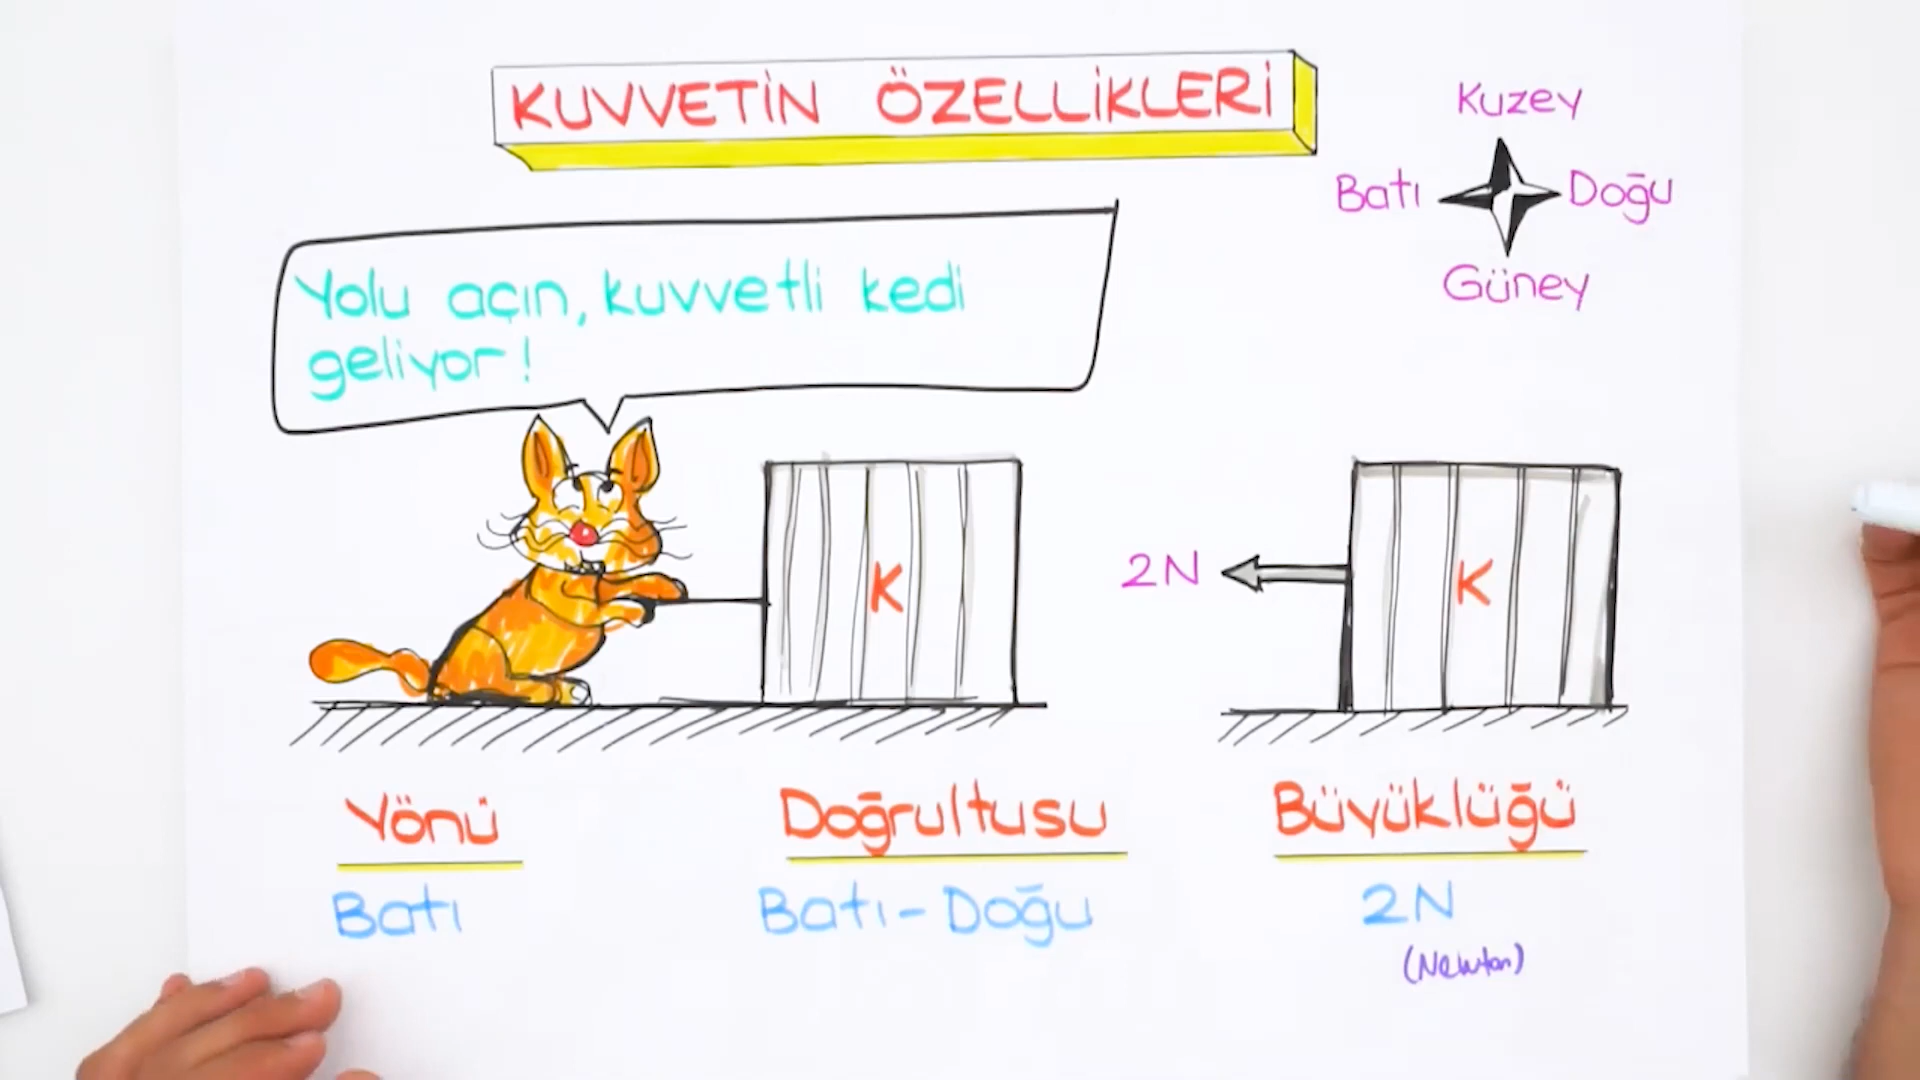 KUVVETİN ÖZELLİKLERİ
Kuzey
Batı
Doğu
Güney
Yolu açın, kuvvetli kedi
geliyor!
K
2N
K
Yönü
Doğrultusu
Büyüklüğü
Batı
Batı-Doğu
2N
(Newton)